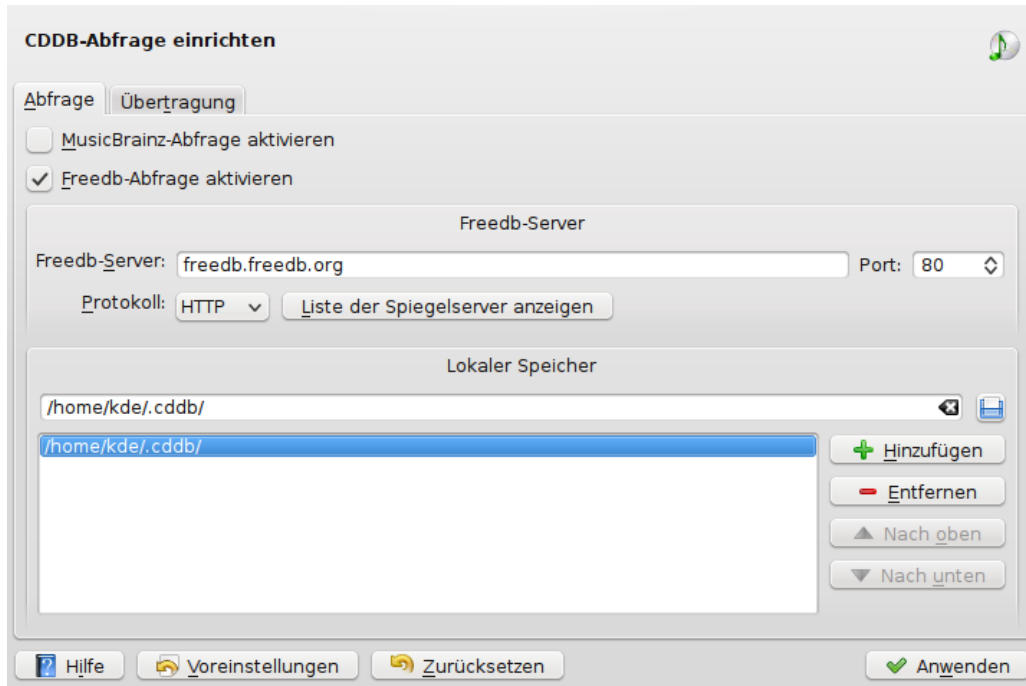 CDDB-Abfrage einrichten
Abfrage Übertragung
MusicBrainz-Abfrage aktivieren
Freedb-Abfrage aktivieren
Freedb-Server
Freedb-Server: freedb.freedb.org Port: 80
Protokoll: HTTP Liste der Spiegelserver anzeigen
Lokaler Speicher
/home/kde/.cddb/
/home/kde/.cddb/
Hinzufügen
Entfernen
Nach oben
Nach unten
Hilfe Voreinstellungen Zurücksetzen Anwenden